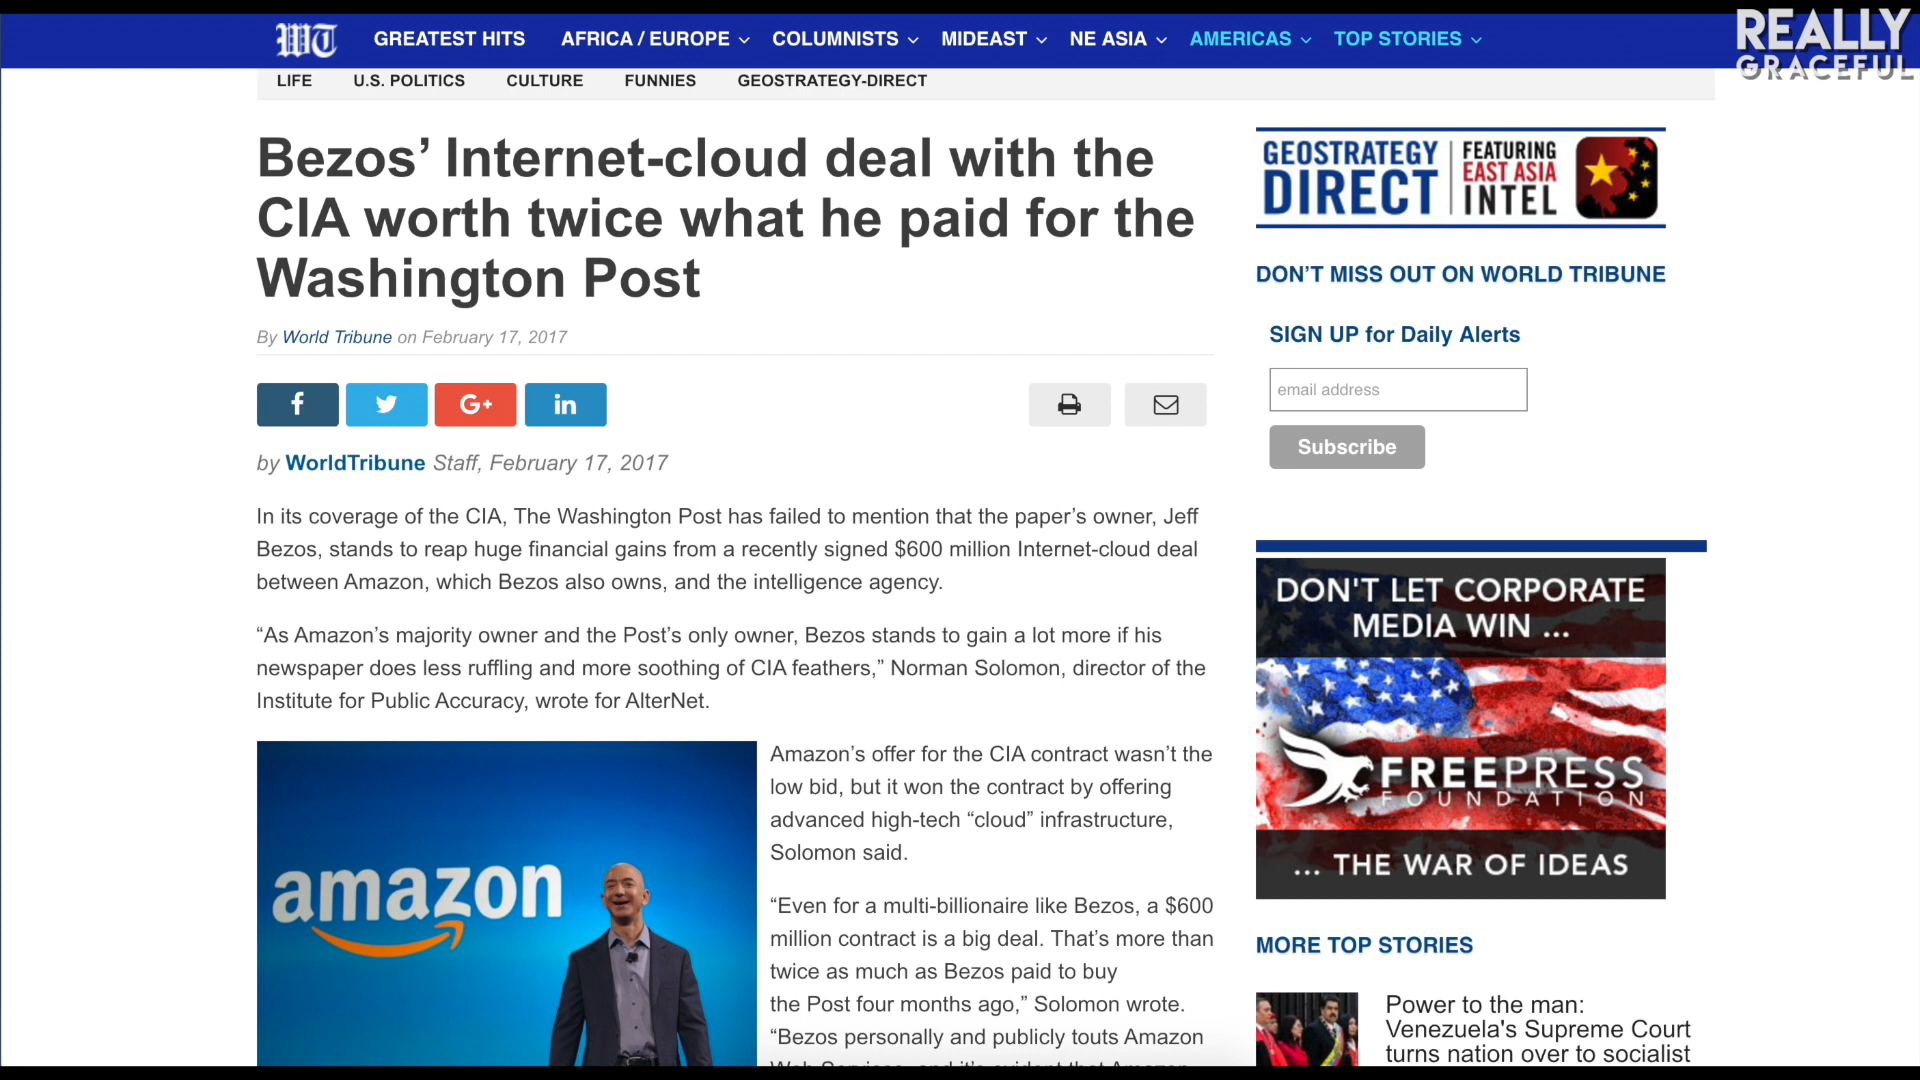 WT GREATEST HITS AFRICA / EUROPE COLUMNISTS MIDEAST NE ASIA AMERICAS TOP STORIES
REALLY
GRACEFUL
LIFE U.S. POLITICS CULTURE FUNNIES GEOSTRATEGY-DIRECT
Bezos’ Internet-cloud deal with the
CIA worth twice what he paid for the
Washington Post
By World Tribune on February 17, 2017
f G+ in
by WorldTribune Staff, February 17, 2017
In its coverage of the CIA, The Washington Post has failed to mention that the paper’s owner, Jeff
Bezos, stands to reap huge financial gains from a recently signed $600 million Internet-cloud deal
between Amazon, which Bezos also owns, and the intelligence agency.
“As Amazon’s majority owner and the Post’s only owner, Bezos stands to gain a lot more if his
newspaper does less ruffling and more soothing of CIA feathers,” Norman Solomon, director of the
Institute for Public Accuracy, wrote for AlterNet.
amazon
Amazon’s offer for the CIA contract wasn’t the
low bid, but it won the contract by offering
advanced high-tech “cloud” infrastructure,
Solomon said.
“Even for a multi-billionaire like Bezos, a $600
million contract is a big deal. That’s more than
twice as much as Bezos paid to buy
the Post four months ago,” Solomon wrote.
“Bezos personally and publicly touts Amazon
Web Services, and it’s evident that Amazon
GEOSTRATEGY
DIRECT
FEATURING
EAST ASIA
INTEL
DON’T MISS OUT ON WORLD TRIBUNE
SIGN UP for Daily Alerts
email address
Subscribe
DON'T LET CORPORATE
MEDIA WIN ...
FREEPRESS
FOUNDATION
... THE WAR OF IDEAS
MORE TOP STORIES
Power to the man:
Venezuela's Supreme Court
turns nation over to socialist